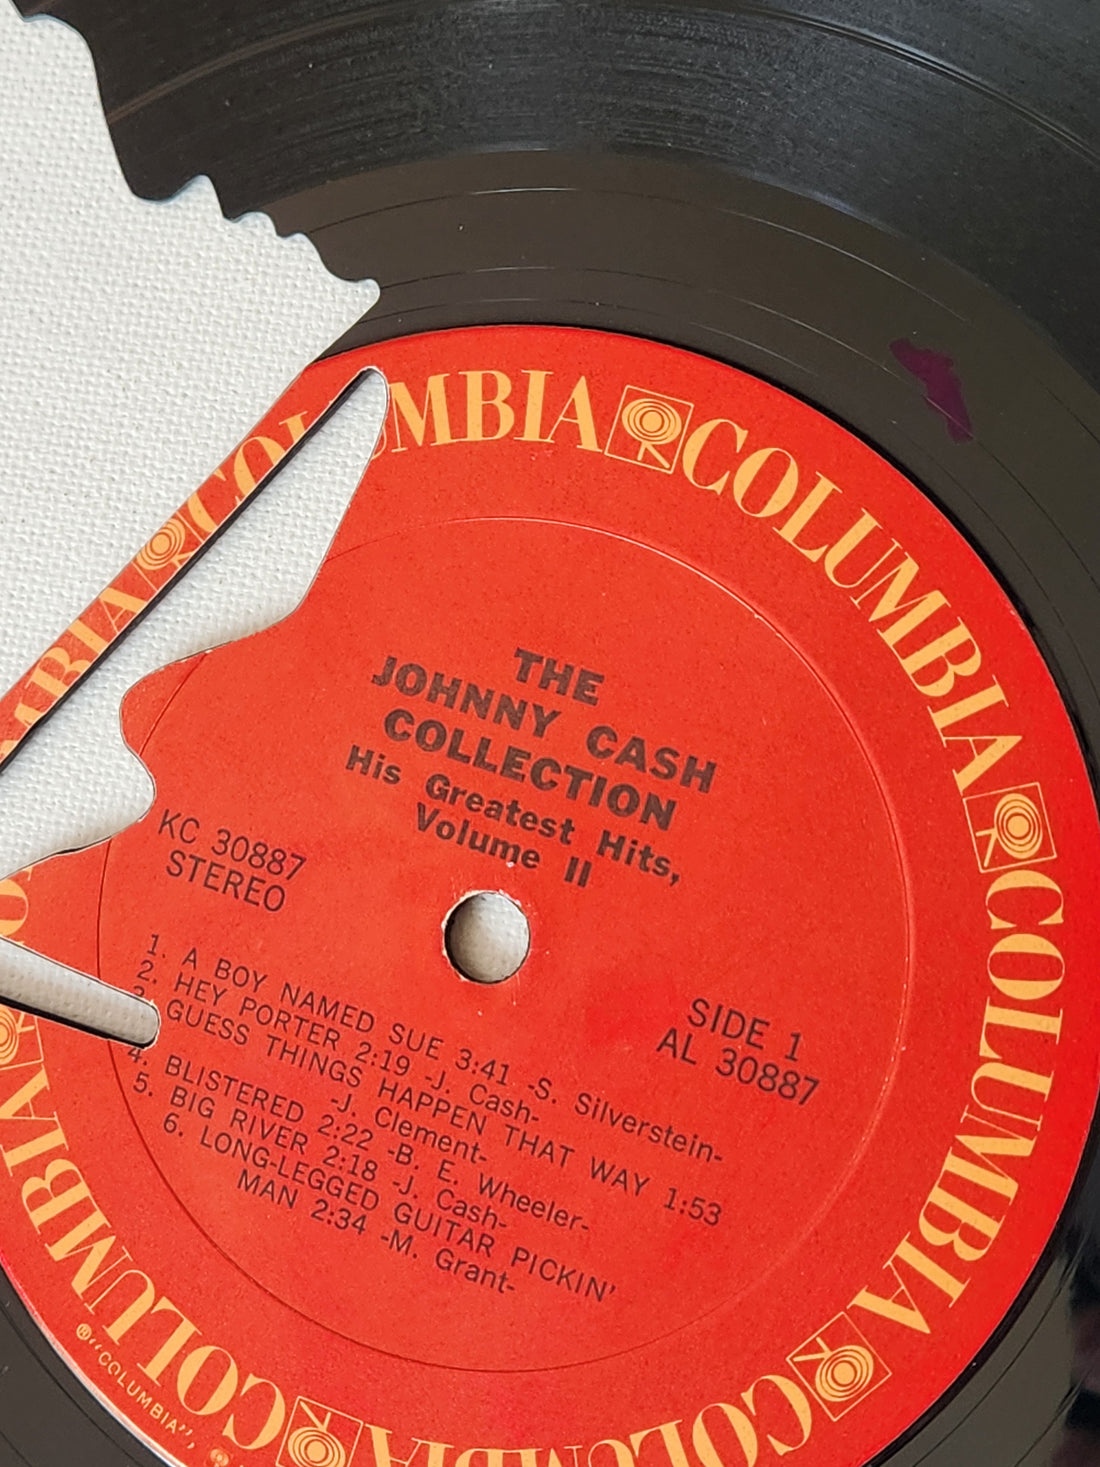 COLUMBIA
COLUMBIA
COLUMBIA
COLUMBIA
COLUMBIA
THE
JOHNNY CASH
COLLECTION
His Greatest Hits,
Volume II
KC 30887
STEREO
SIDE 1
AL 30887
1. A BOY NAMED SUE 3:41 -S. Silverstein-
2. HEY PORTER 2:19 -J. Cash-
GUESS THINGS HAPPEN THAT WAY 1:53
-J. Clement-
4. BLISTERED 2:22 -B. E. Wheeler-
5. BIG RIVER 2:18 -J. Cash-
6. LONG-LEGGED GUITAR PICKIN'
MAN 2:34 -M. Grant-
®"COLUMBIA",